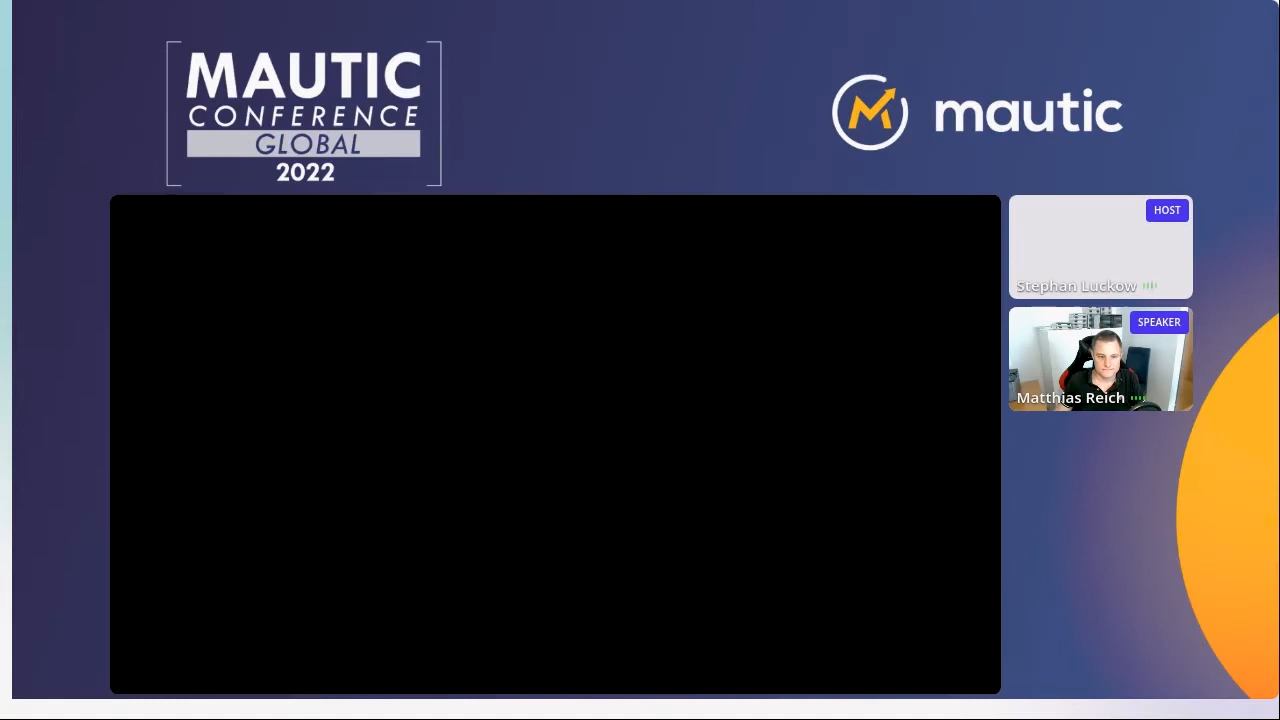 MAUTIC
CONFERENCE
GLOBAL
2022
mautic
HOST
Stephan Luckow
SPEAKER
Matthias Reich